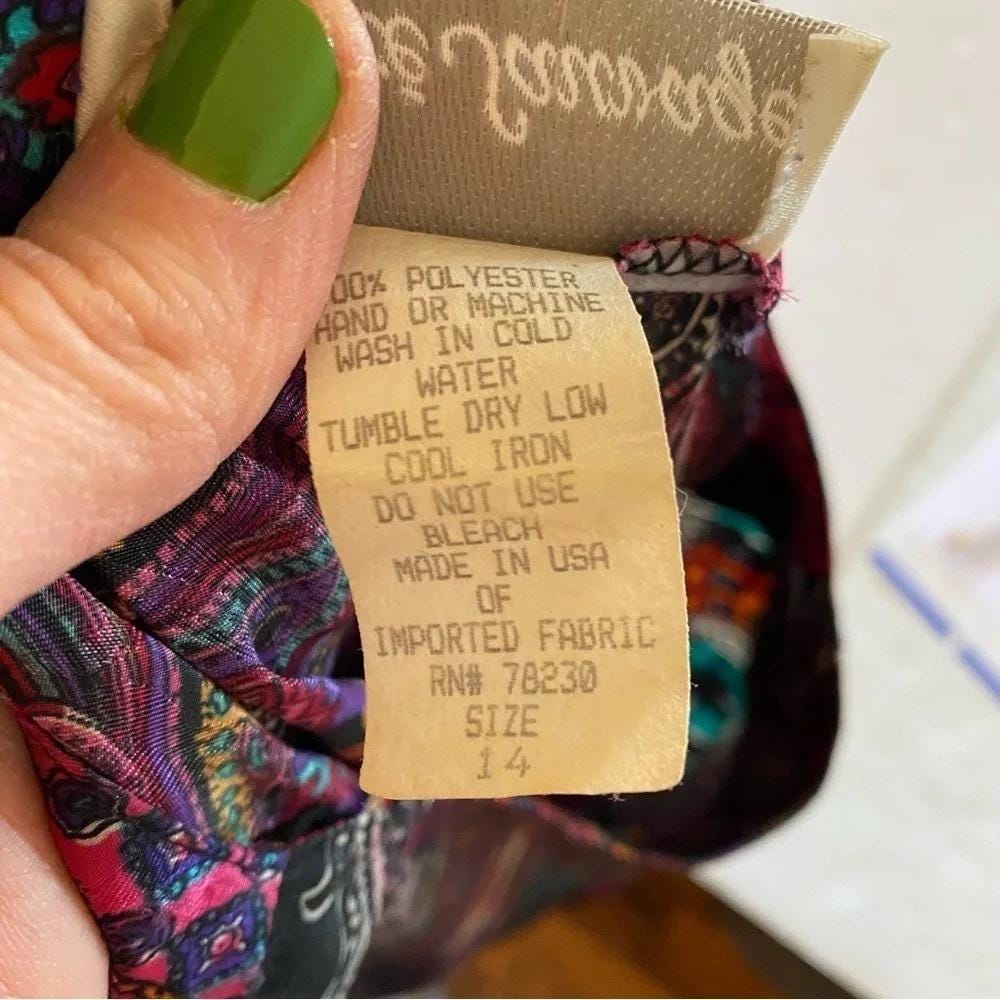 00% POLYESTER
HAND OR MACHINE
WASH IN COLD
WATER
TUMBLE DRY LOW
COOL IRON
DO NOT USE
BLEACH
MADE IN USA
OF
IMPORTED FABRIC
RN# 78230
SIZE
14